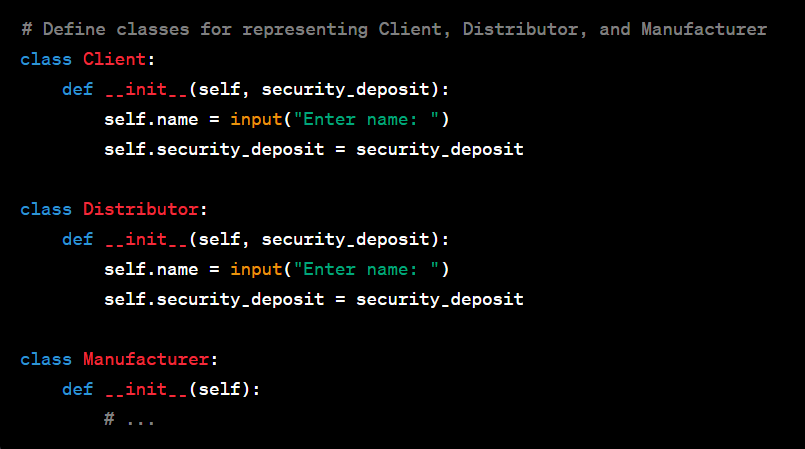 # Define classes for representing Client, Distributor, and Manufacturer
class Client:
    def __init__(self, security_deposit):
        self.name = input("Enter name: ")
        self.security_deposit = security_deposit

class Distributor:
    def __init__(self, security_deposit):
        self.name = input("Enter name: ")
        self.security_deposit = security_deposit

class Manufacturer:
    def __init__(self):
        # ...